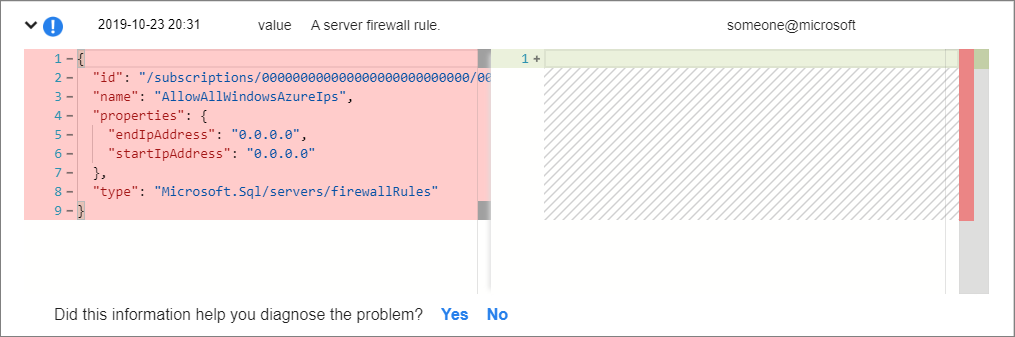 2019-10-23 20:31 value A server firewall rule. someone@microsoft
1 - { 1 +
2 - "id": "/subscriptions/000000000000000000000000000/00
3 - "name": "AllowAllWindowsAzureIps",
4 - "properties": {
5 - "endIpAddress": "0.0.0.0",
6 - "startIpAddress": "0.0.0.0"
7 - },
8 - "type": "Microsoft.Sql/servers/firewallRules"
9 - }
Did this information help you diagnose the problem? Yes No